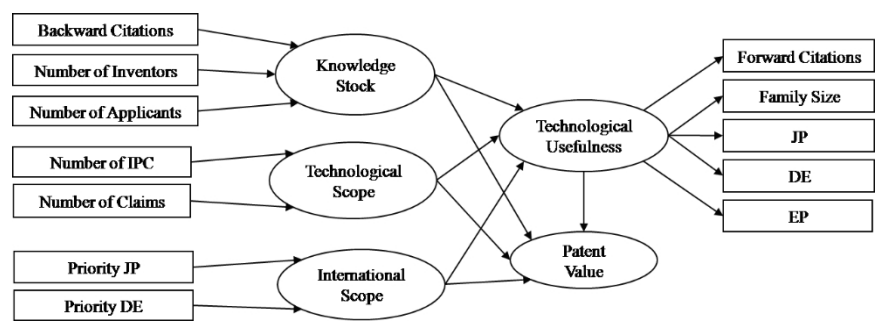 Backward Citations
Number of Inventors
Number of Applicants
Number of IPC
Number of Claims
Priority JP
Priority DE
Knowledge
Stock
Technological
Scope
International
Scope
Technological
Usefulness
Patent
Value
Forward Citations
Family Size
JP
DE
EP